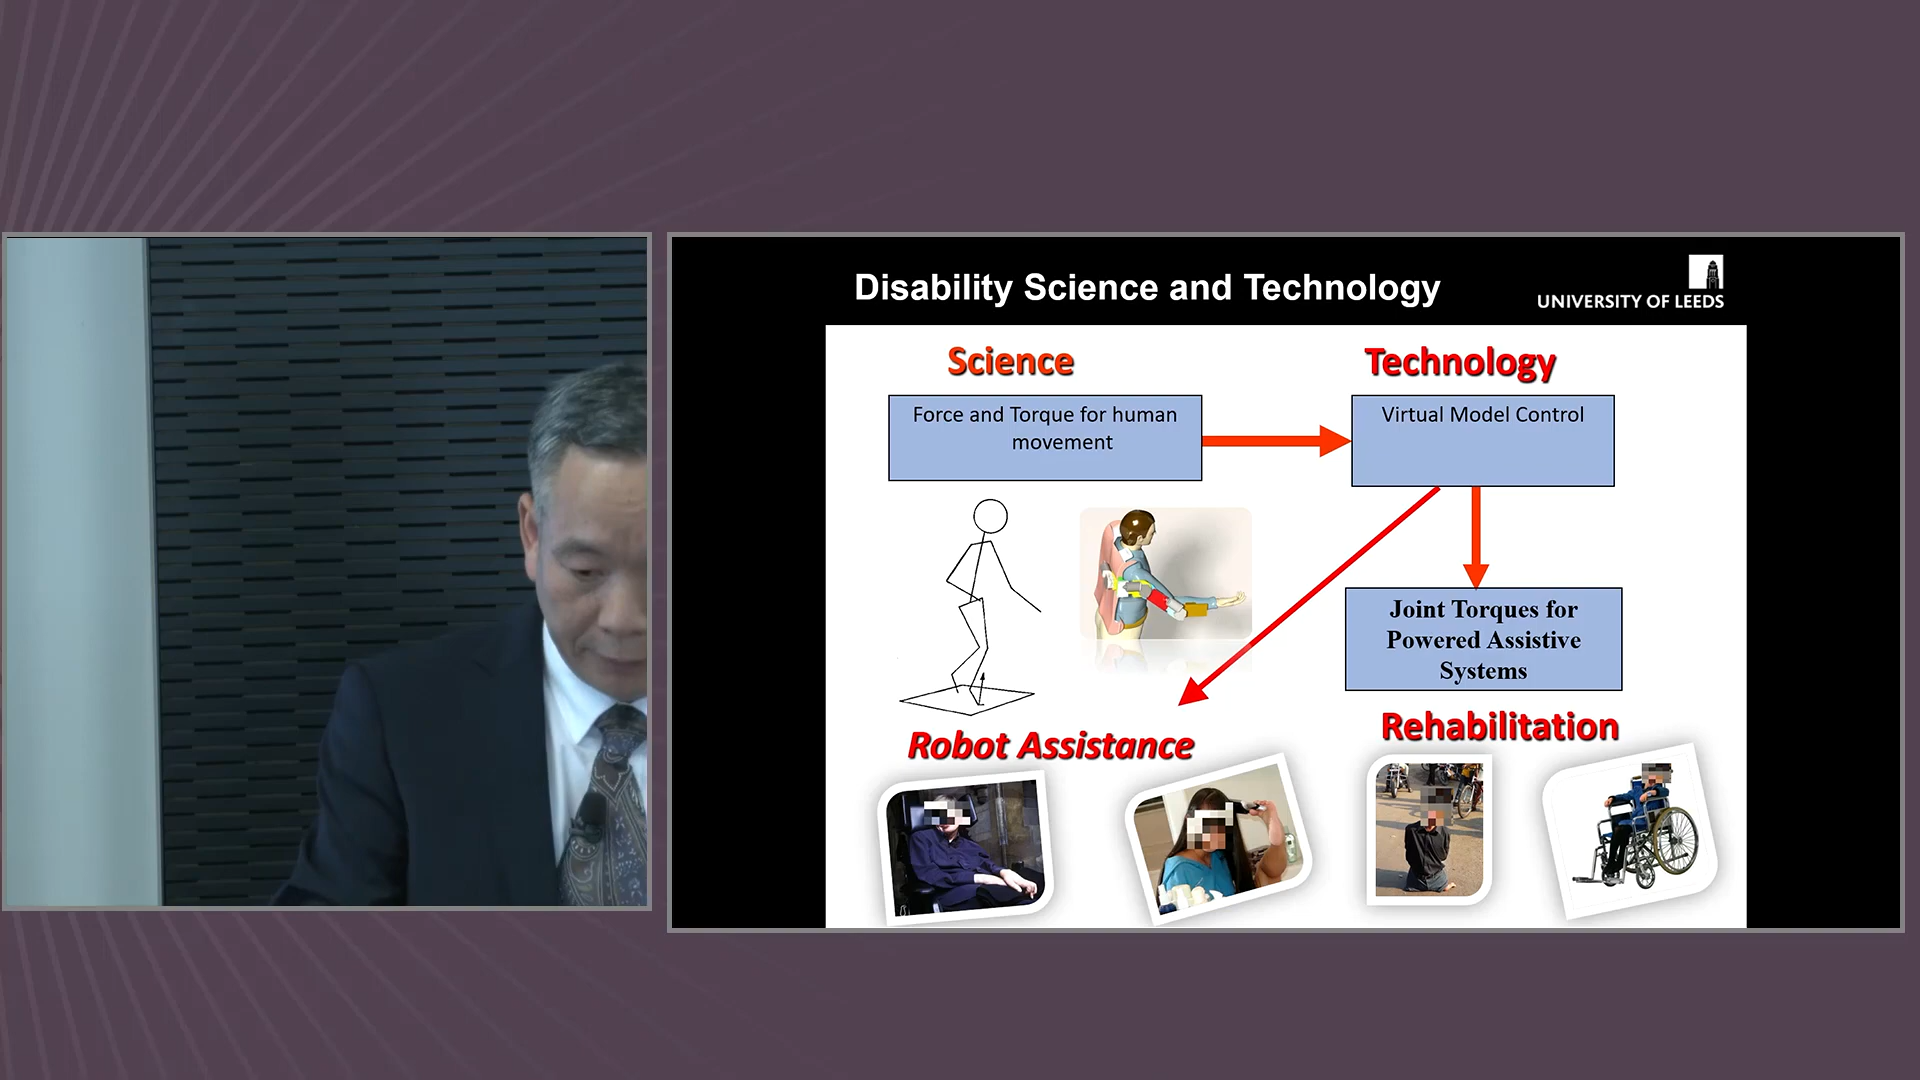 Disability Science and Technology
UNIVERSITY OF LEEDS
Science
Technology
Force and Torque for human
movement
Virtual Model Control
Joint Torques for
Powered Assistive
Systems
Robot Assistance
Rehabilitation